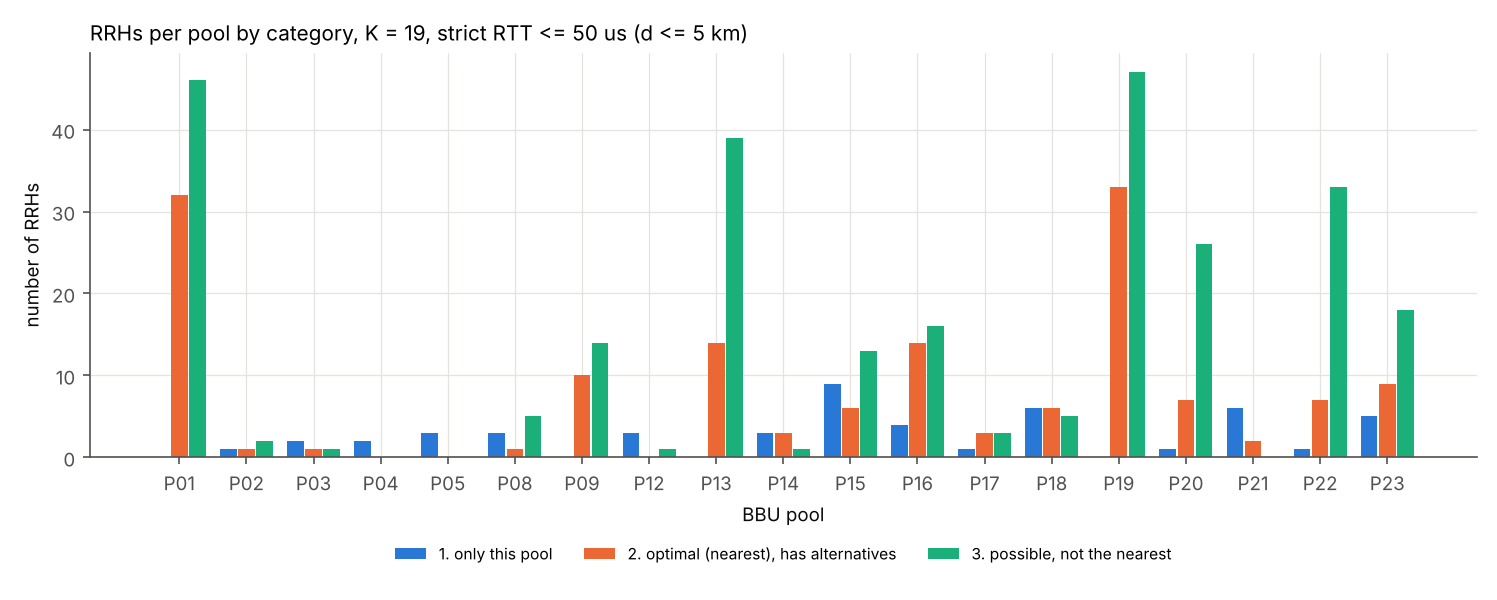 RRHs per pool by category, K = 19, strict RTT <= 50 us (d <= 5 km)
number of RRHs
40
30
20
10
0
P01 P02 P03 P04 P05 P08 P09 P12 P13 P14 P15 P16 P17 P18 P19 P20 P21 P22 P23
BBU pool
1. only this pool 2. optimal (nearest), has alternatives 3. possible, not the nearest